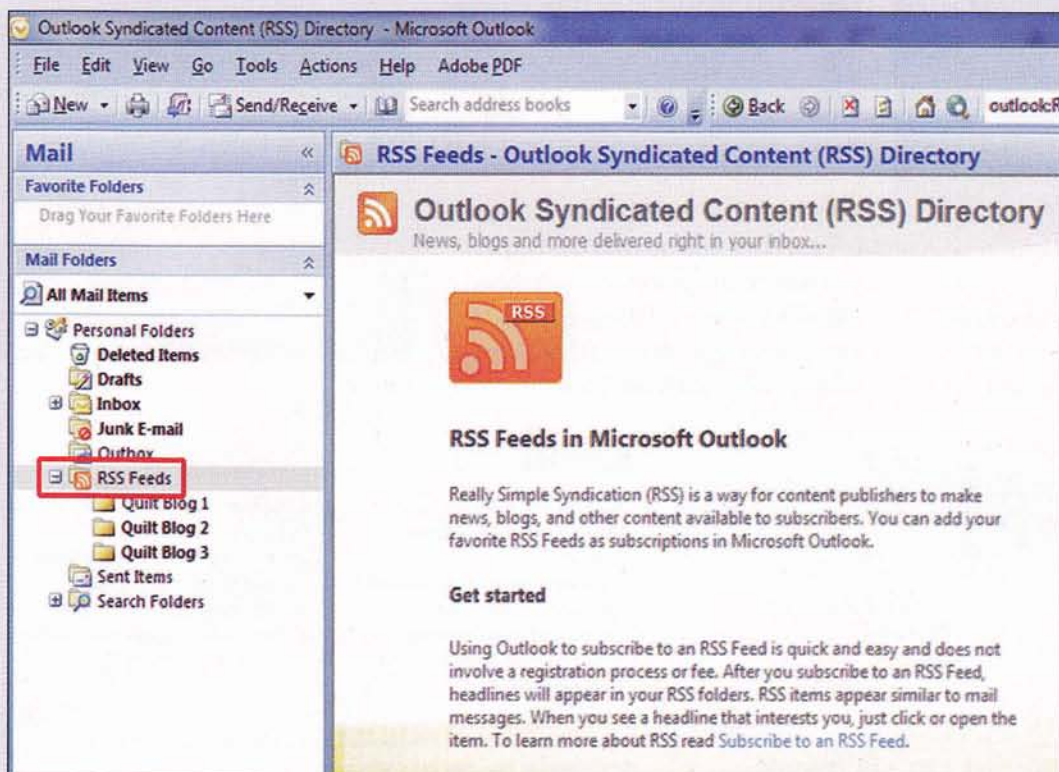 Outlook Syndicated Content (RSS) Directory - Microsoft Outlook
File Edit View Go Tools Actions Help Adobe PDF
New Send/Receive Search address books Back outlook:R
Mail «
RSS Feeds - Outlook Syndicated Content (RSS) Directory
Favorite Folders
Drag Your Favorite Folders Here
Outlook Syndicated Content (RSS) Directory
News, blogs and more delivered right in your inbox...
Mail Folders
All Mail Items
Personal Folders
Deleted Items
Drafts
Inbox
Junk E-mail
Outbox
RSS Feeds
Quilt Blog 1
Quilt Blog 2
Quilt Blog 3
Sent Items
Search Folders
RSS
RSS Feeds in Microsoft Outlook
Really Simple Syndication (RSS) is a way for content publishers to make
news, blogs, and other content available to subscribers. You can add your
favorite RSS Feeds as subscriptions in Microsoft Outlook.
Get started
Using Outlook to subscribe to an RSS Feed is quick and easy and does not
involve a registration process or fee. After you subscribe to an RSS Feed,
headlines will appear in your RSS folders. RSS items appear similar to mail
messages. When you see a headline that interests you, just click or open the
item. To learn more about RSS read Subscribe to an RSS Feed.